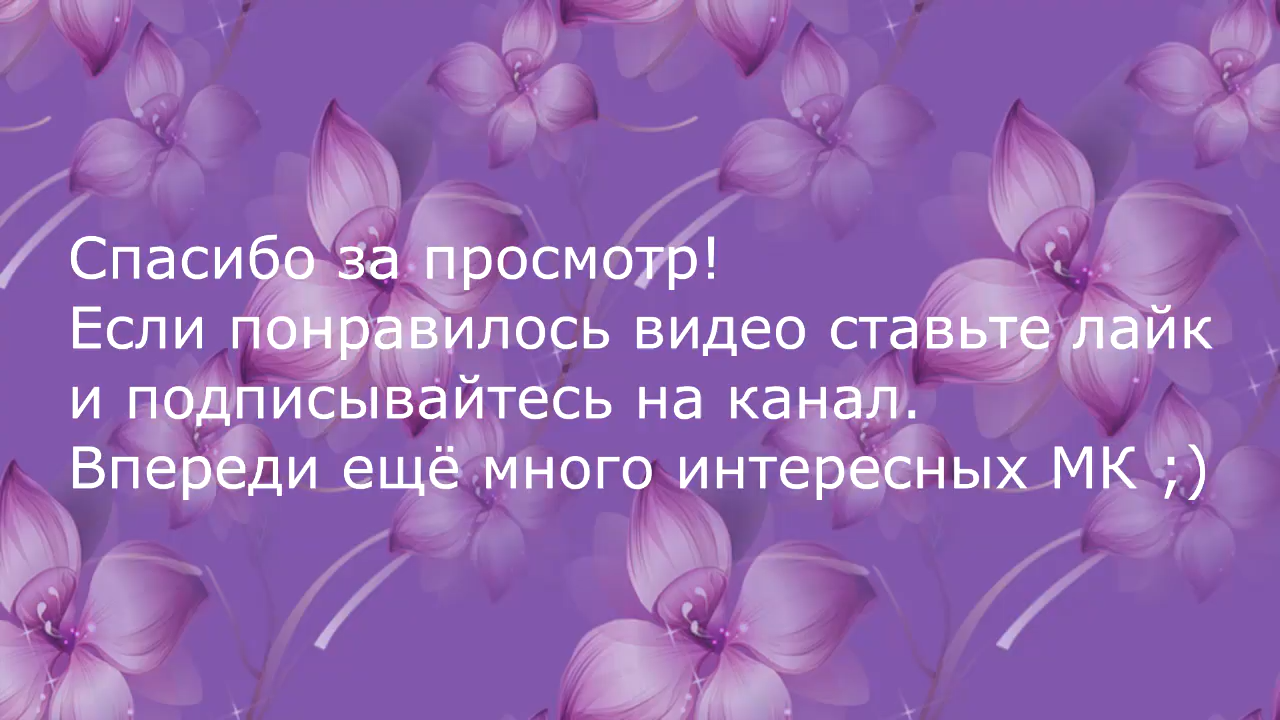 Спасибо за просмотр!
Если понравилось видео ставьте лайк
и подписывайтесь на канал.
Впереди ещё много интересных МК ;)